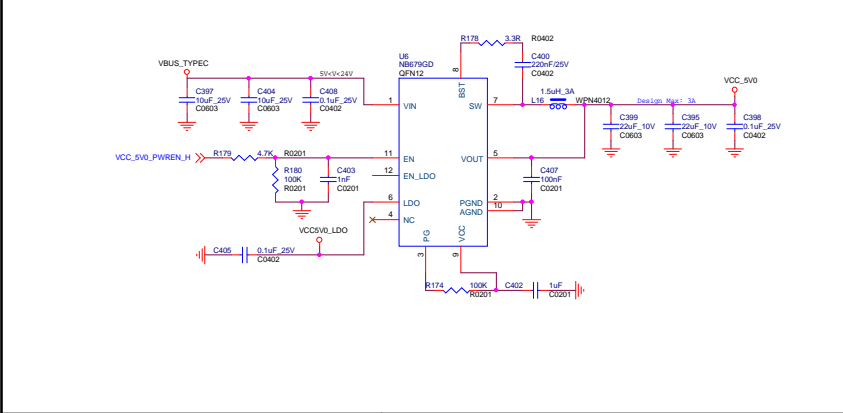 R178 3.3R R0402
U6
NB679GD
QFN12
C400
220nF/25V
C0402
VBUS_TYPEC
5V<V<24V
8
BST
VCC_5V0
C397
10uF_25V
C0603
C404
10uF_25V
C0603
C408
0.1uF_25V
C0402
1 VIN
SW 7
1.5uH_3A
L16 WPN4012
Design Max: 3A
C399
22uF_10V
C0603
C395
22uF_10V
C0603
C398
0.1uF_25V
C0402
VCC_5V0_PWREN_H
R179 4.7K R0201
11 EN
VOUT 5
R180
100K
R0201
C403
1nF
C0201
12 EN_LDO
C407
100nF
C0201
6 LDO
PGND 2
AGND 10
4 NC
VCC5V0_LDO
PG
VCC
C405 0.1uF_25V
C0402
3
9
R174 100K
R0201
C402 1uF
C0201